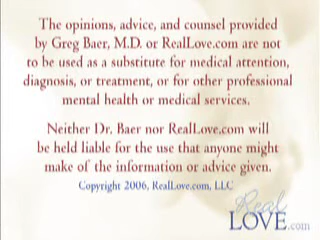 The opinions, advice, and counsel provided
by Greg Baer, M.D. or RealLove.com are not
to be used as a substitute for medical attention,
diagnosis, or treatment, or for other professional
mental health or medical services.
Neither Dr. Baer nor RealLove.com will
be held liable for the use that anyone might
make of the information or advice given.
Copyright 2006, RealLove.com, LLC
Real
LOVE.com